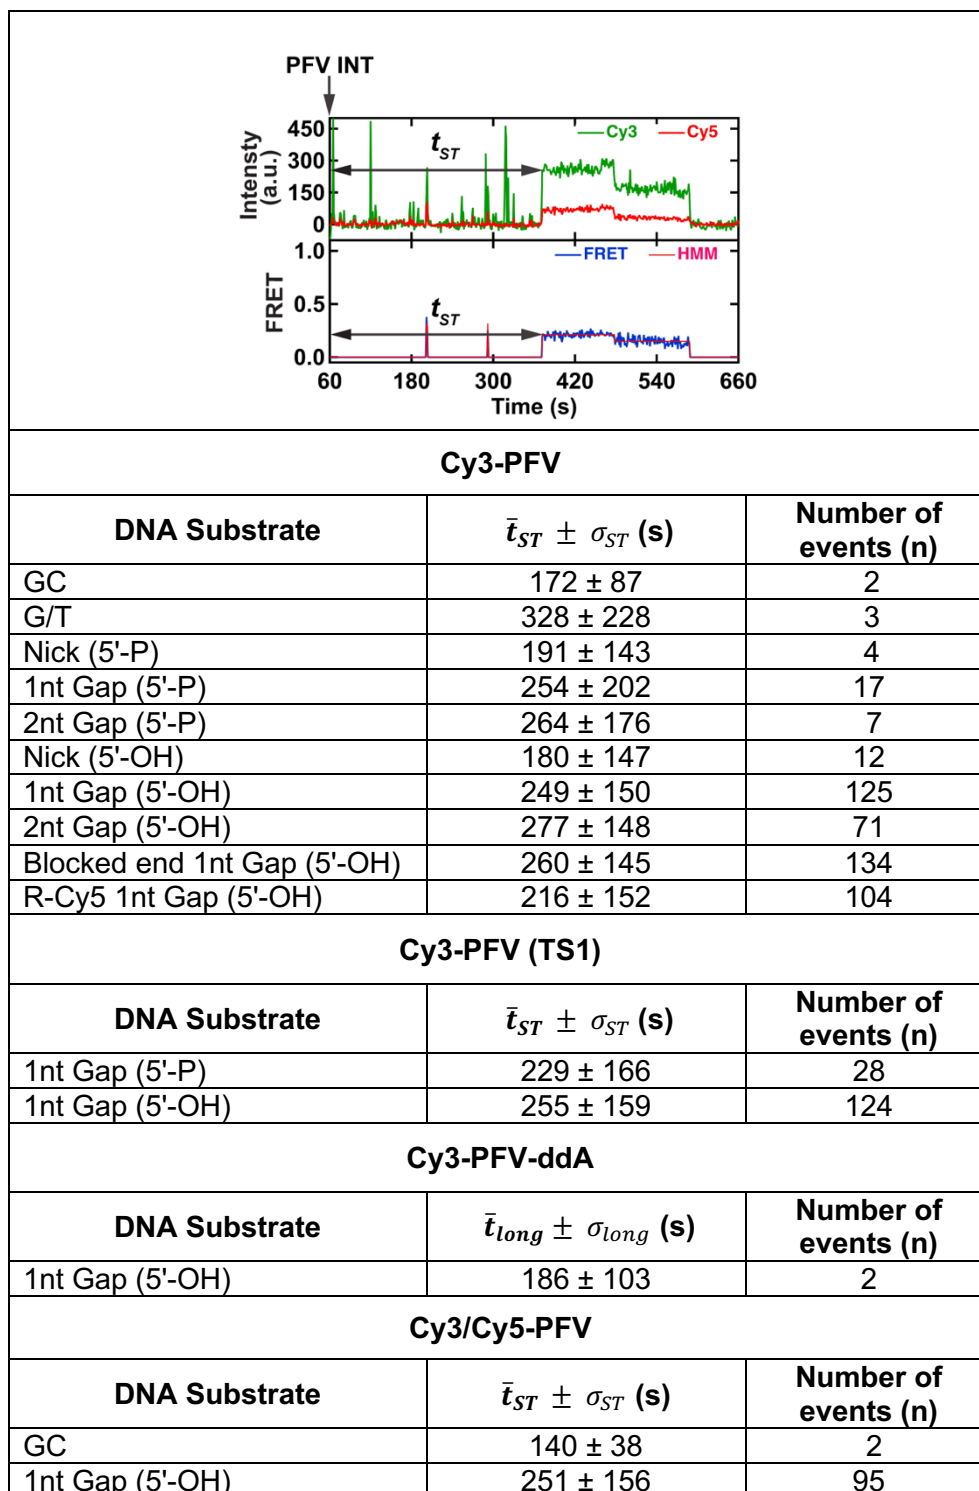 PFV INT
Cy3 Cy5
450
300
150
0
Intensty
(a.u.)
t_ST
FRET HMM
1.0
0.5
0.0
FRET
t_ST
60 180 300 420 540 660
Time (s)
Cy3-PFV
DNA Substrate t̄_ST ± σ_ST (s) Number of events (n)
GC 172 ± 87 2
G/T 328 ± 228 3
Nick (5'-P) 191 ± 143 4
1nt Gap (5'-P) 254 ± 202 17
2nt Gap (5'-P) 264 ± 176 7
Nick (5'-OH) 180 ± 147 12
1nt Gap (5'-OH) 249 ± 150 125
2nt Gap (5'-OH) 277 ± 148 71
Blocked end 1nt Gap (5'-OH) 260 ± 145 134
R-Cy5 1nt Gap (5'-OH) 216 ± 152 104
Cy3-PFV (TS1)
DNA Substrate t̄_ST ± σ_ST (s) Number of events (n)
1nt Gap (5'-P) 229 ± 166 28
1nt Gap (5'-OH) 255 ± 159 124
Cy3-PFV-ddA
DNA Substrate t̄_long ± σ_long (s) Number of events (n)
1nt Gap (5'-OH) 186 ± 103 2
Cy3/Cy5-PFV
DNA Substrate t̄_ST ± σ_ST (s) Number of events (n)
GC 140 ± 38 2
1nt Gap (5'-OH) 251 ± 156 95